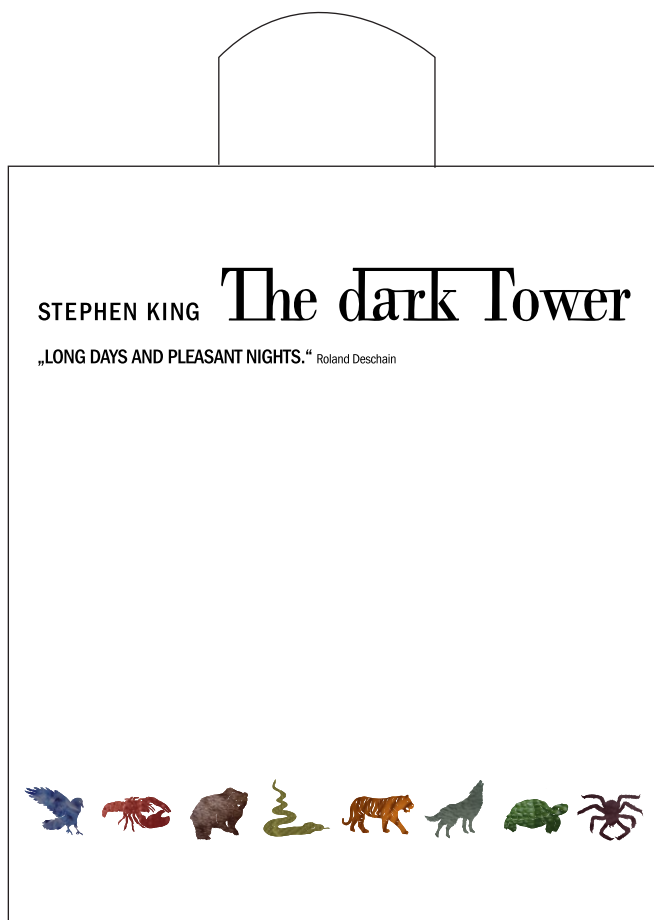 STEPHEN KING The dark Tower
„LONG DAYS AND PLEASANT NIGHTS.“ Roland Deschain